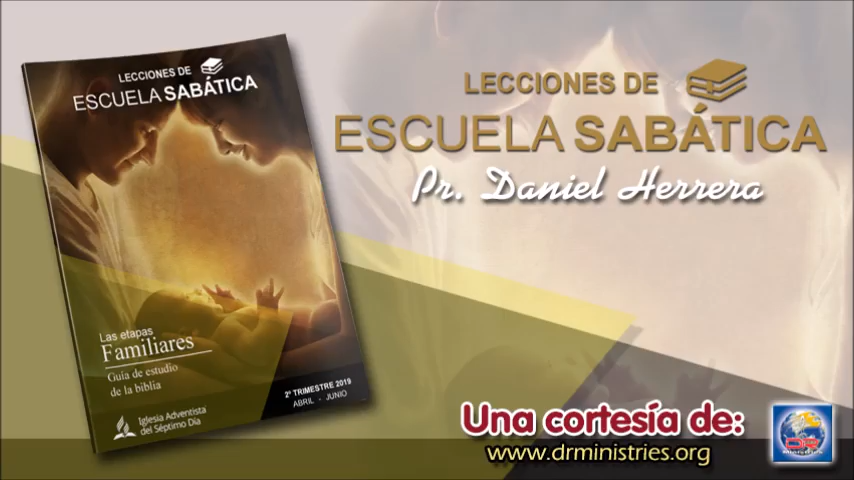 LECCIONES DE
ESCUELA SABÁTICA
Las etapas
Familiares
Guía de estudio
de la biblia
2º TRIMESTRE 2019
ABRIL - JUNIO
Iglesia Adventista
del Séptimo Día
LECCIONES DE
ESCUELA SABÁTICA
Pr. Daniel Herrera
Una cortesía de:
www.drministries.org
DR